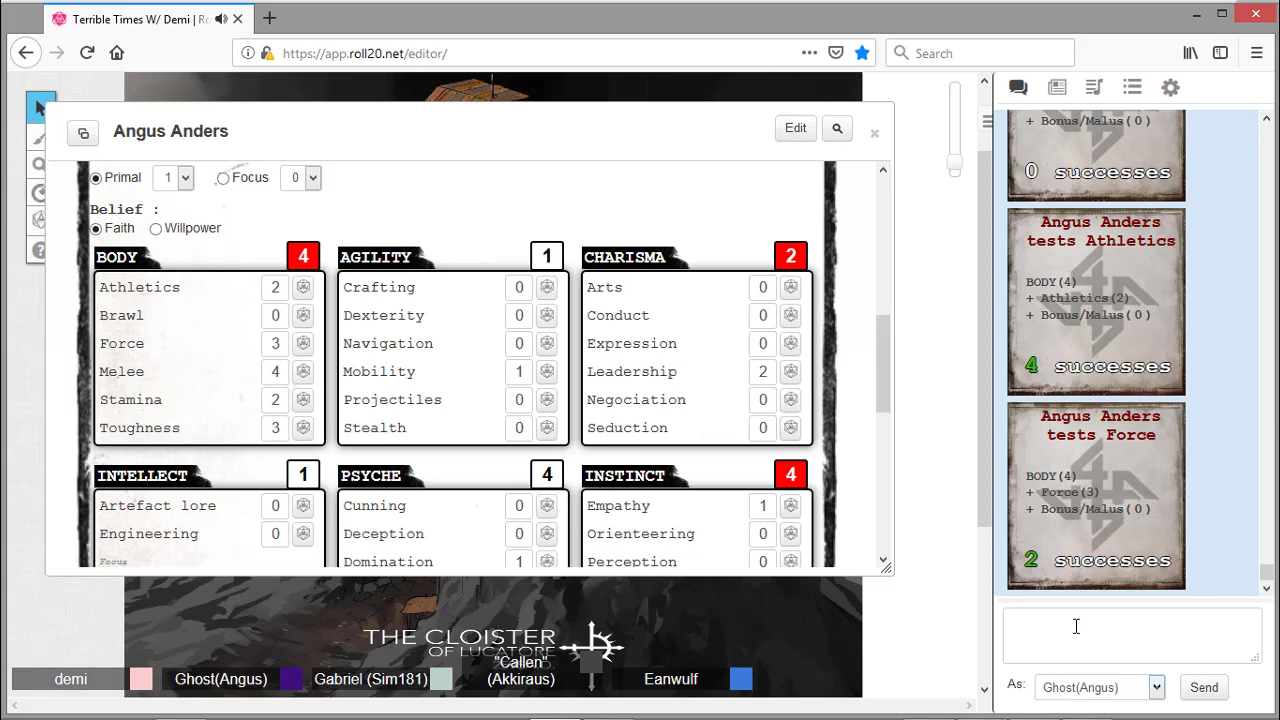 Terrible Times W/ Demi | Ro
https://app.roll20.net/editor/
Search
Angus Anders
Edit
Primal 1 Focus 0
Belief :
Faith Willpower
BODY 4
Athletics 2
Brawl 0
Force 3
Melee 4
Stamina 2
Toughness 3
AGILITY 1
Crafting 0
Dexterity 0
Navigation 0
Mobility 1
Projectiles 0
Stealth 0
CHARISMA 2
Arts 0
Conduct 0
Expression 0
Leadership 2
Negociation 0
Seduction 0
INTELLECT 1
Artefact lore 0
Engineering 0
Focus
PSYCHE 4
Cunning 0
Deception 0
Domination 1
INSTINCT 4
Empathy 1
Orienteering 0
Perception 0
THE CLOISTER
OF LUCATORE
demi
Ghost(Angus)
Gabriel (Sim181)
"Callen"
(Akkiraus)
Eanwulf
+ Bonus/Malus( 0 )
0 successes
Angus Anders
tests Athletics
BODY(4)
+ Athletics(2)
+ Bonus/Malus( 0 )
4 successes
Angus Anders
tests Force
BODY(4)
+ Force(3)
+ Bonus/Malus( 0 )
2 successes
As: Ghost(Angus) Send